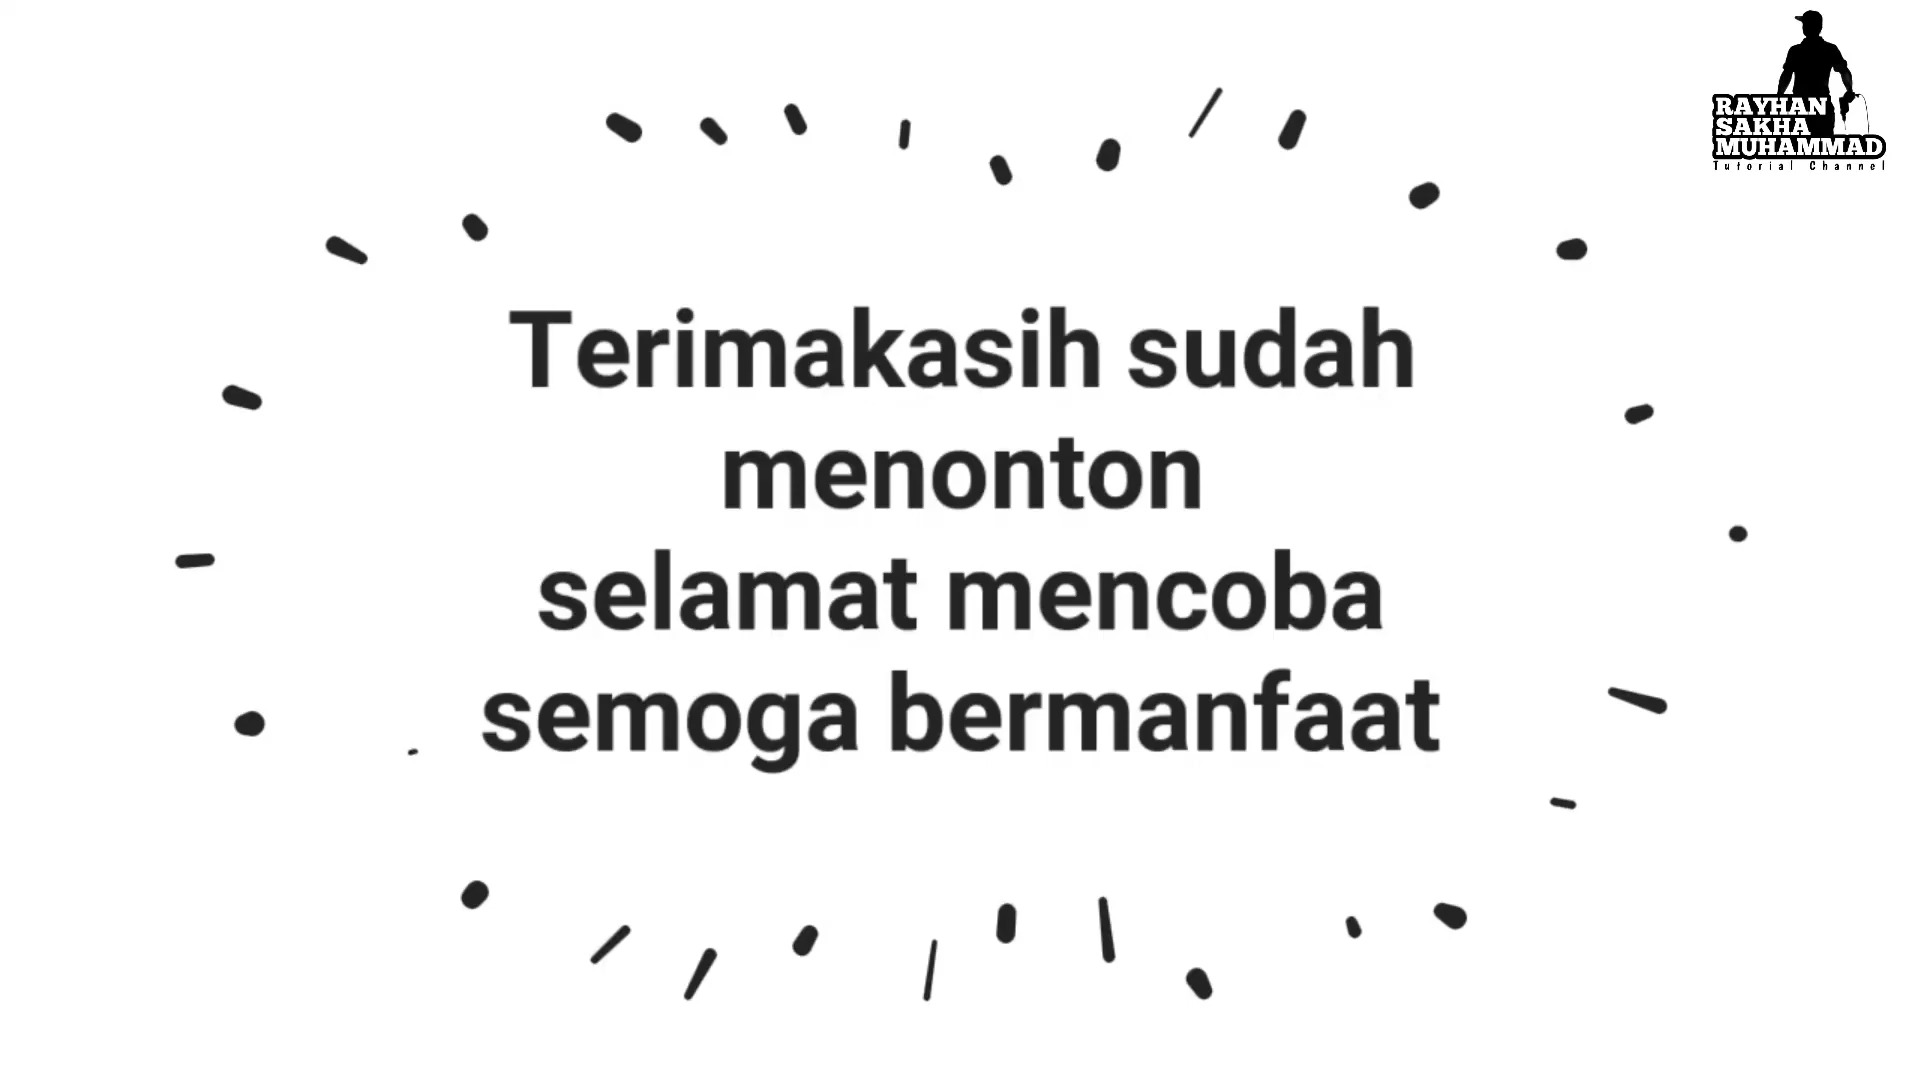 RAYHAN
SAKHA
MUHAMMAD
Tutorial Channel
Terimakasih sudah
menonton
selamat mencoba
semoga bermanfaat